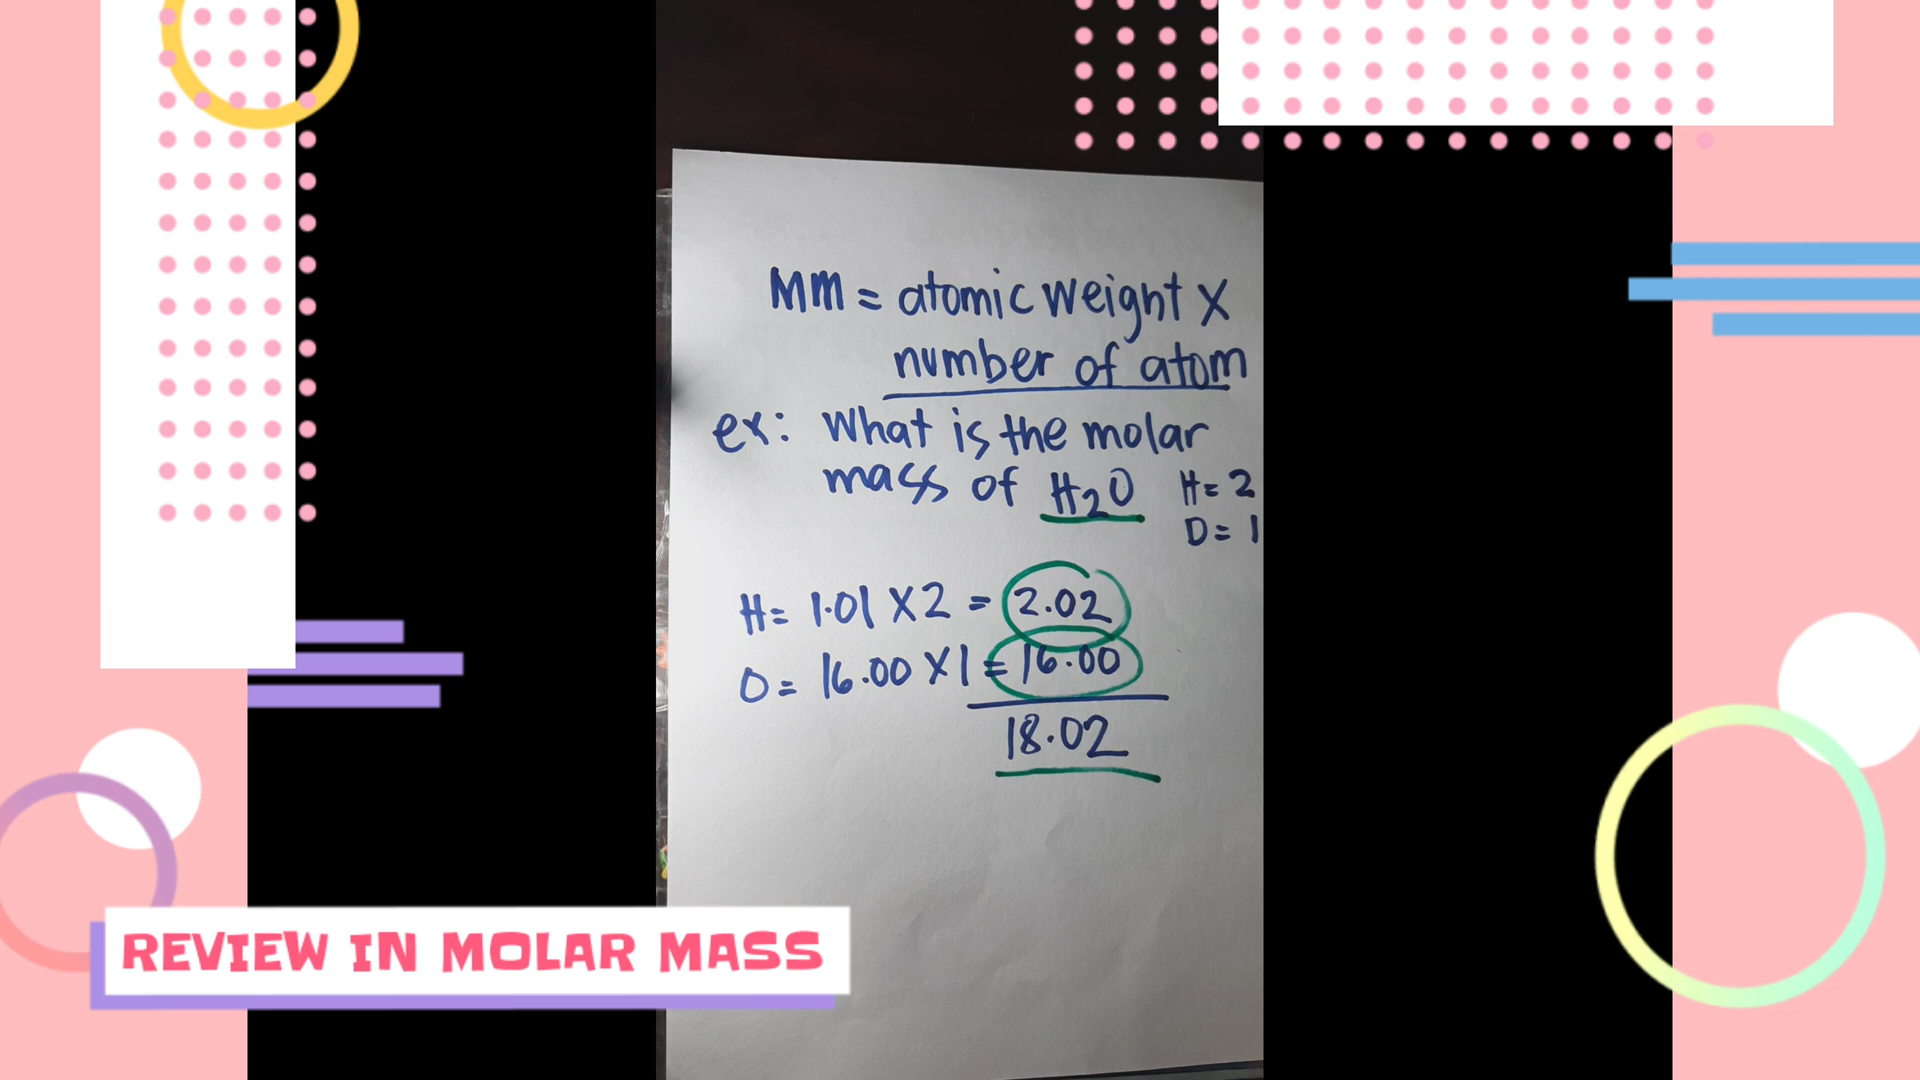 MM = atomic weight X
number of atom
ex: What is the molar
mass of H2O
H= 2
O= 1
H= 1.01 X 2 = 2.02
O= 16.00 X 1 = 16.00
18.02
REVIEW IN MOLAR MASS